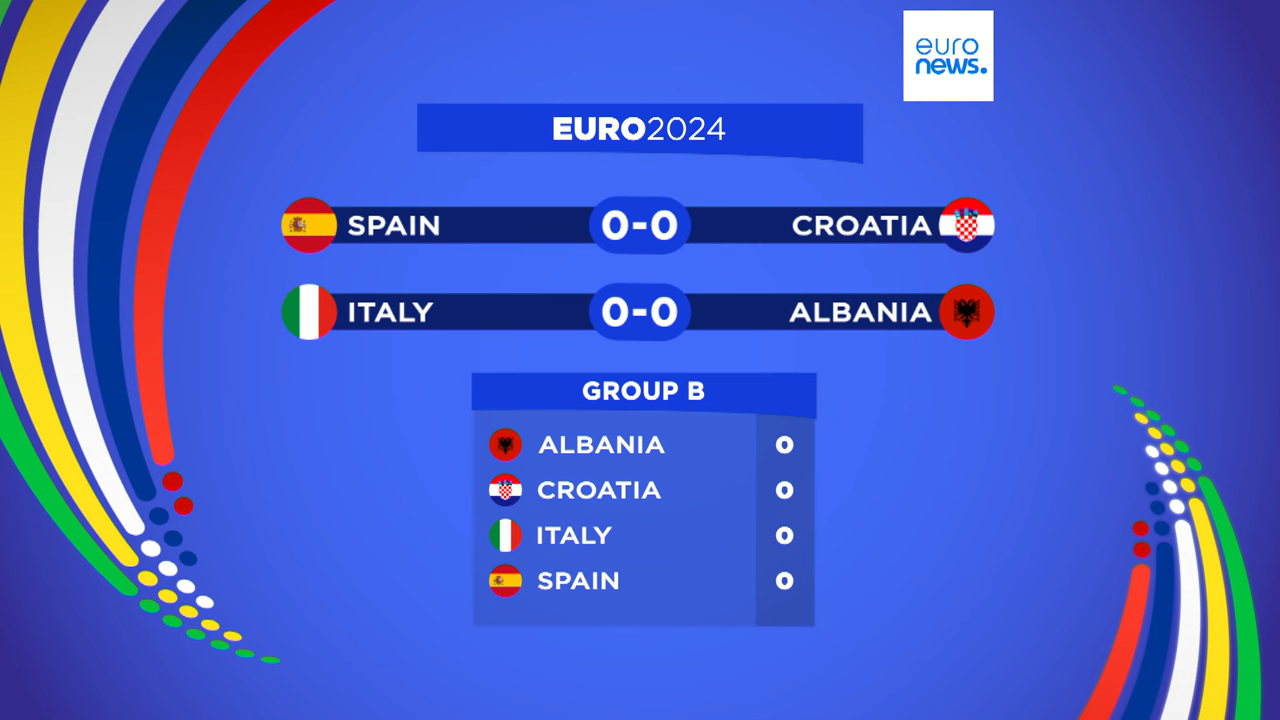 euro
news.
EURO2024
SPAIN 0-0 CROATIA
ITALY 0-0 ALBANIA
GROUP B
ALBANIA 0
CROATIA 0
ITALY 0
SPAIN 0